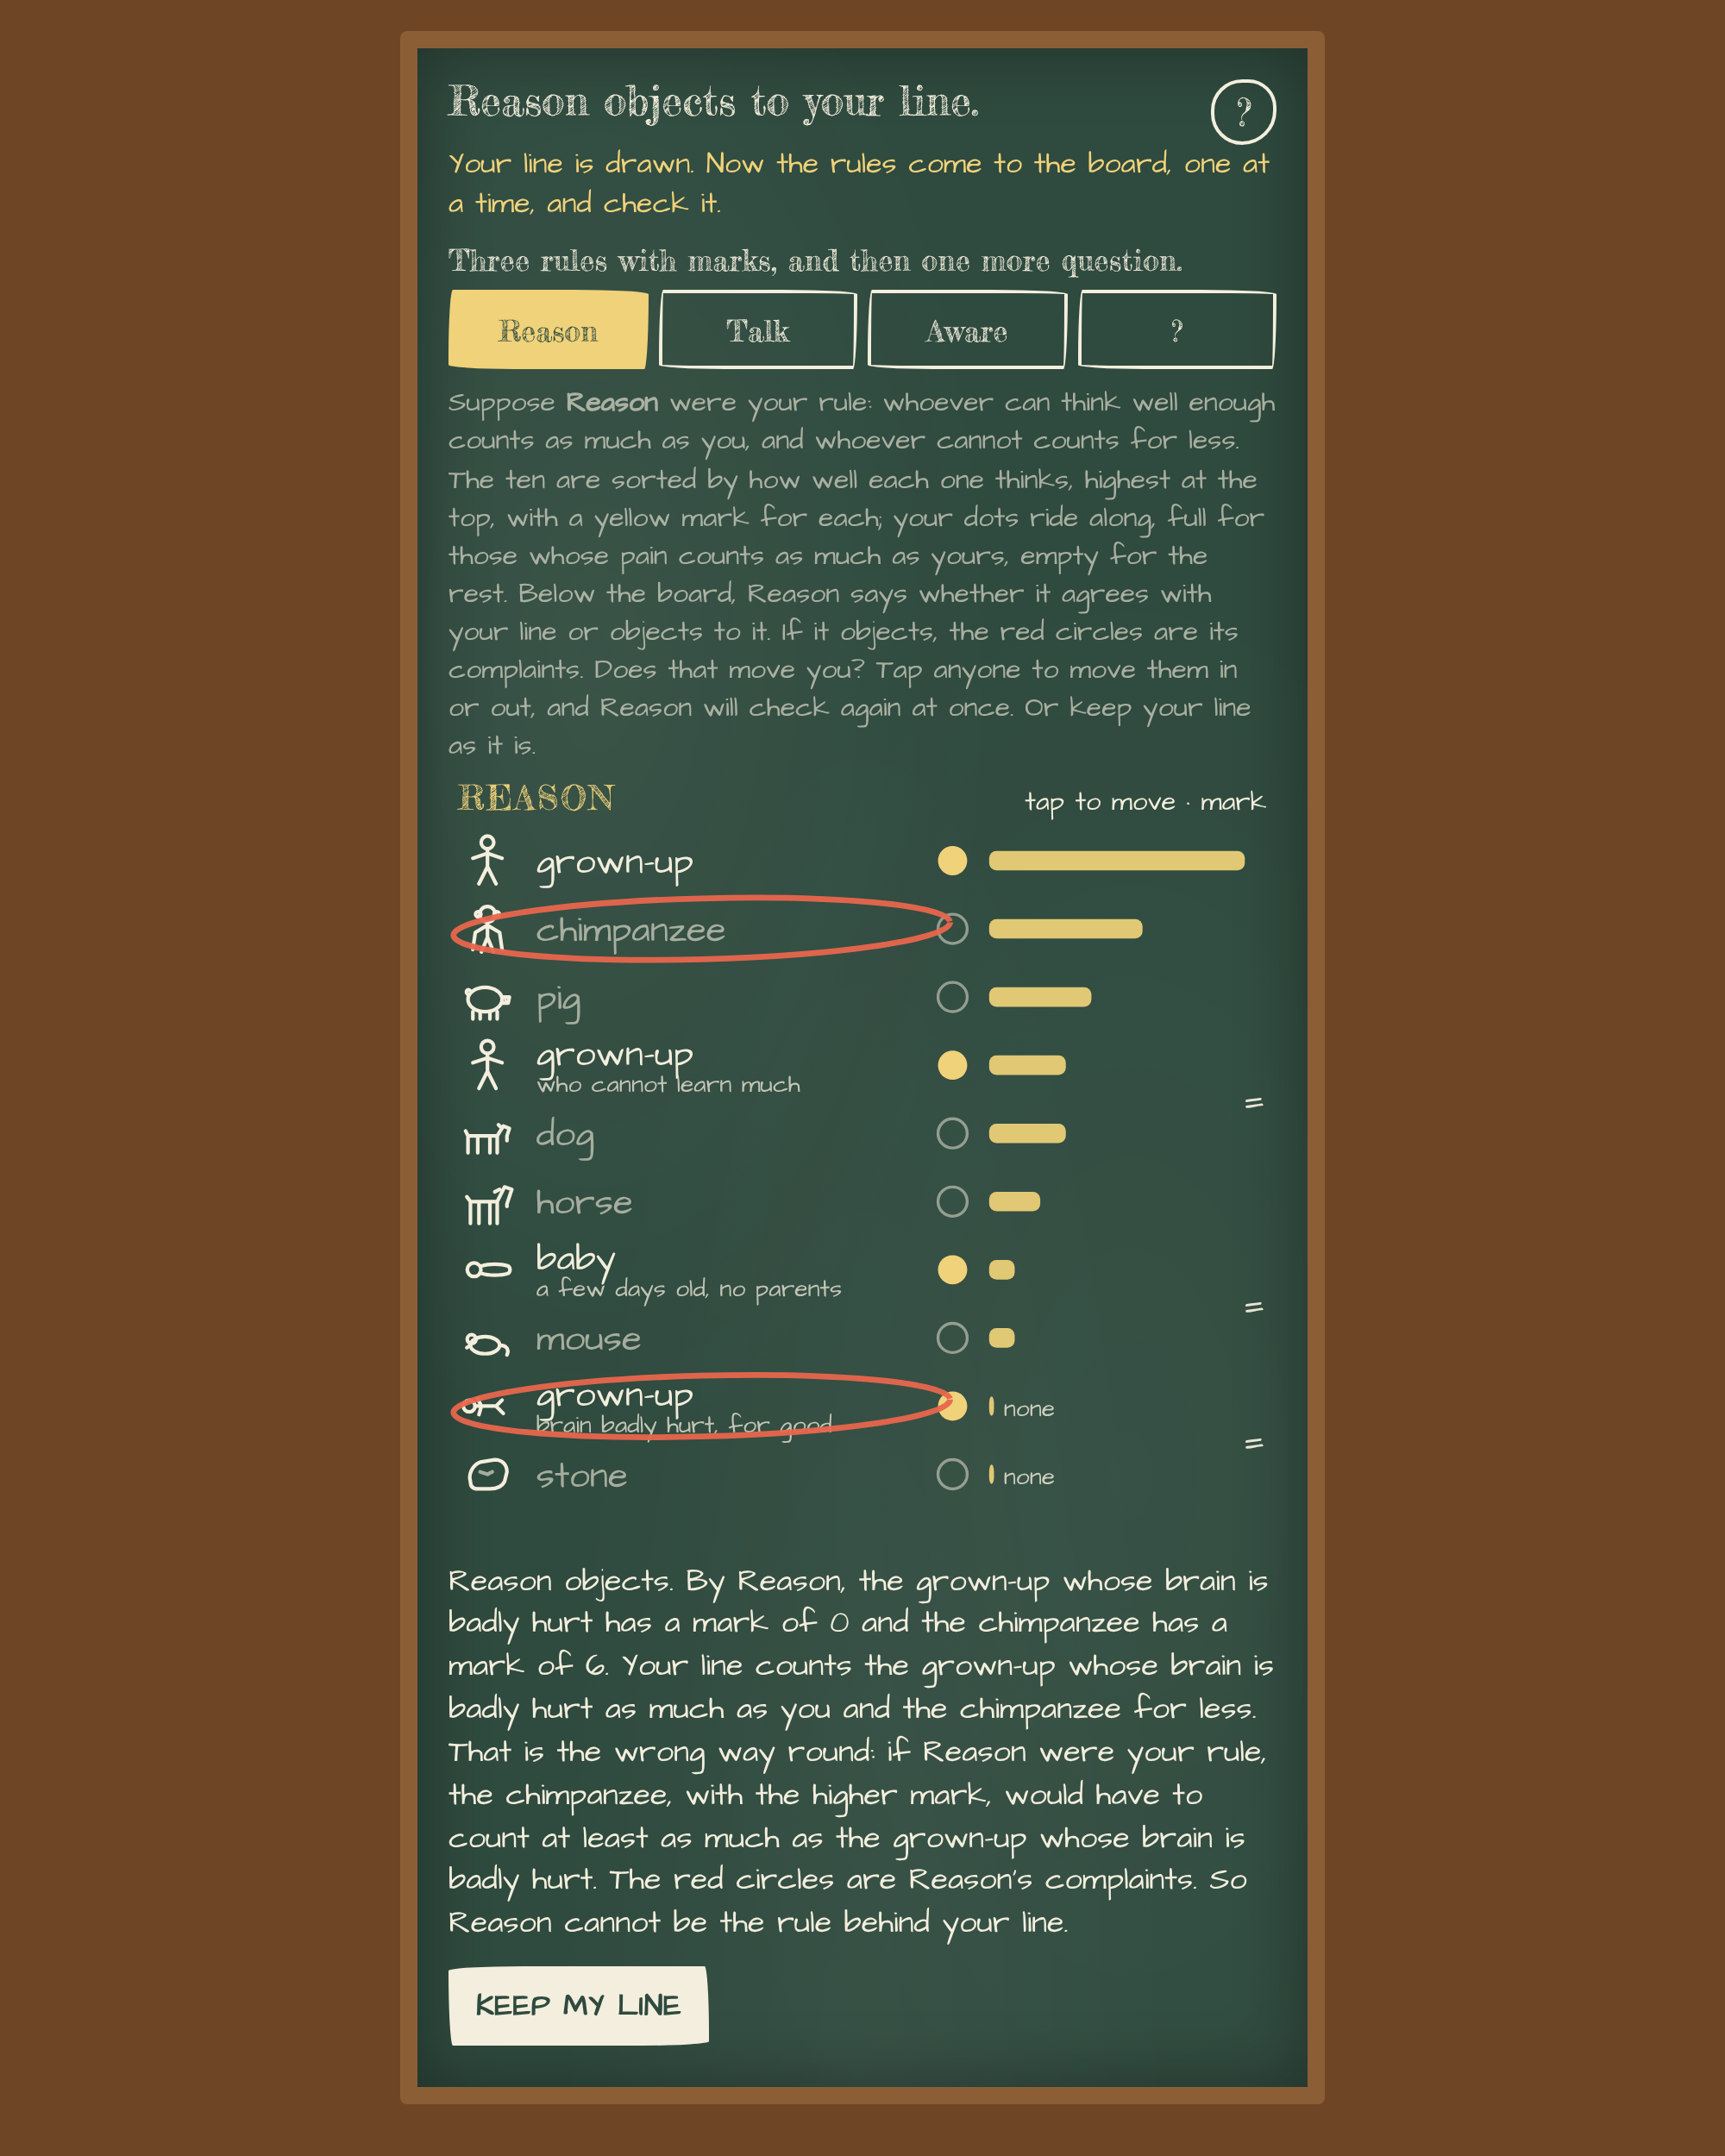 Reason objects to your line.
?
Your line is drawn. Now the rules come to the board, one at
a time, and check it.
Three rules with marks, and then one more question.
Reason
Talk
Aware
?
Suppose Reason were your rule: whoever can think well enough
counts as much as you, and whoever cannot counts for less.
The ten are sorted by how well each one thinks, highest at the
top, with a yellow mark for each; your dots ride along, full for
those whose pain counts as much as yours, empty for the
rest. Below the board, Reason says whether it agrees with
your line or objects to it. If it objects, the red circles are its
complaints. Does that move you? Tap anyone to move them in
or out, and Reason will check again at once. Or keep your line
as it is.
REASON
tap to move · mark
grown-up
chimpanzee
pig
grown-up
who cannot learn much
=
dog
horse
baby
a few days old, no parents
=
mouse
grown-up
brain badly hurt, for good
none
=
stone
none
Reason objects. By Reason, the grown-up whose brain is
badly hurt has a mark of 0 and the chimpanzee has a
mark of 6. Your line counts the grown-up whose brain is
badly hurt as much as you and the chimpanzee for less.
That is the wrong way round: if Reason were your rule,
the chimpanzee, with the higher mark, would have to
count at least as much as the grown-up whose brain is
badly hurt. The red circles are Reason's complaints. So
Reason cannot be the rule behind your line.
KEEP MY LINE